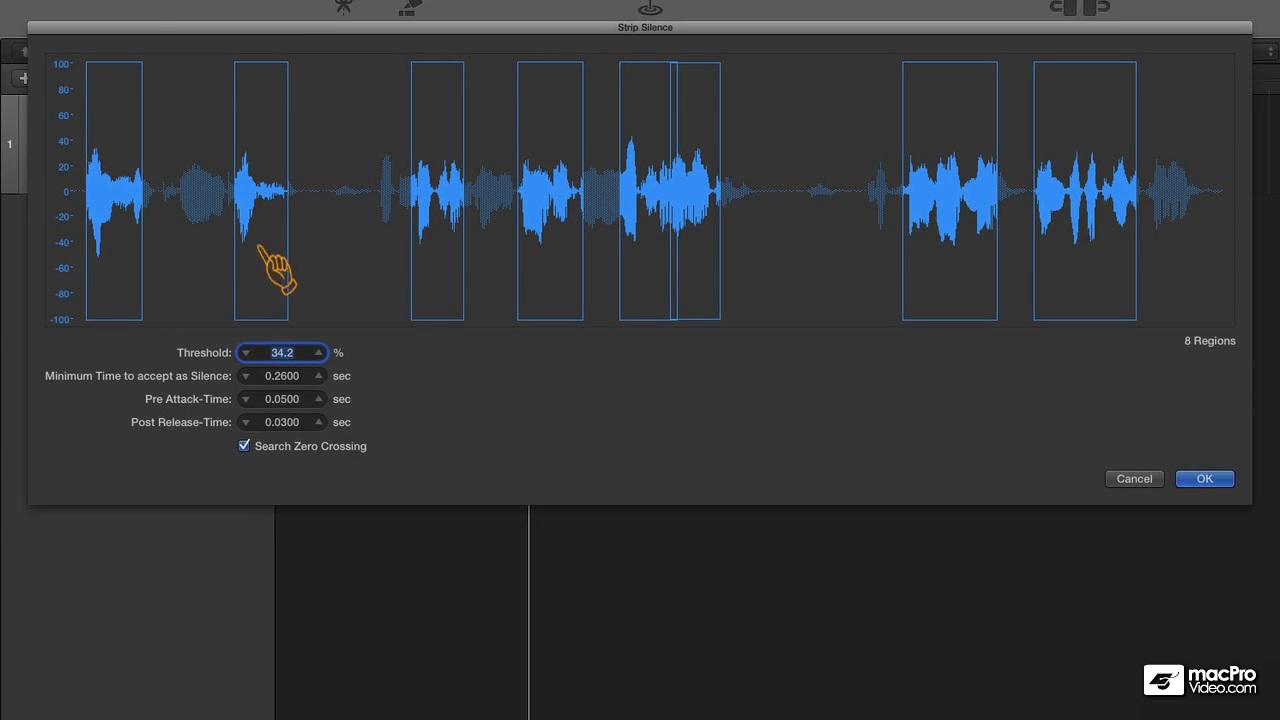 Strip Silence
100
80
60
40
20
0
-20
-40
-60
-80
-100
1
8 Regions
Threshold: 34.2 %
Minimum Time to accept as Silence: 0.2600 sec
Pre Attack-Time: 0.0500 sec
Post Release-Time: 0.0300 sec
Search Zero Crossing
Cancel OK
macPro
Video.com